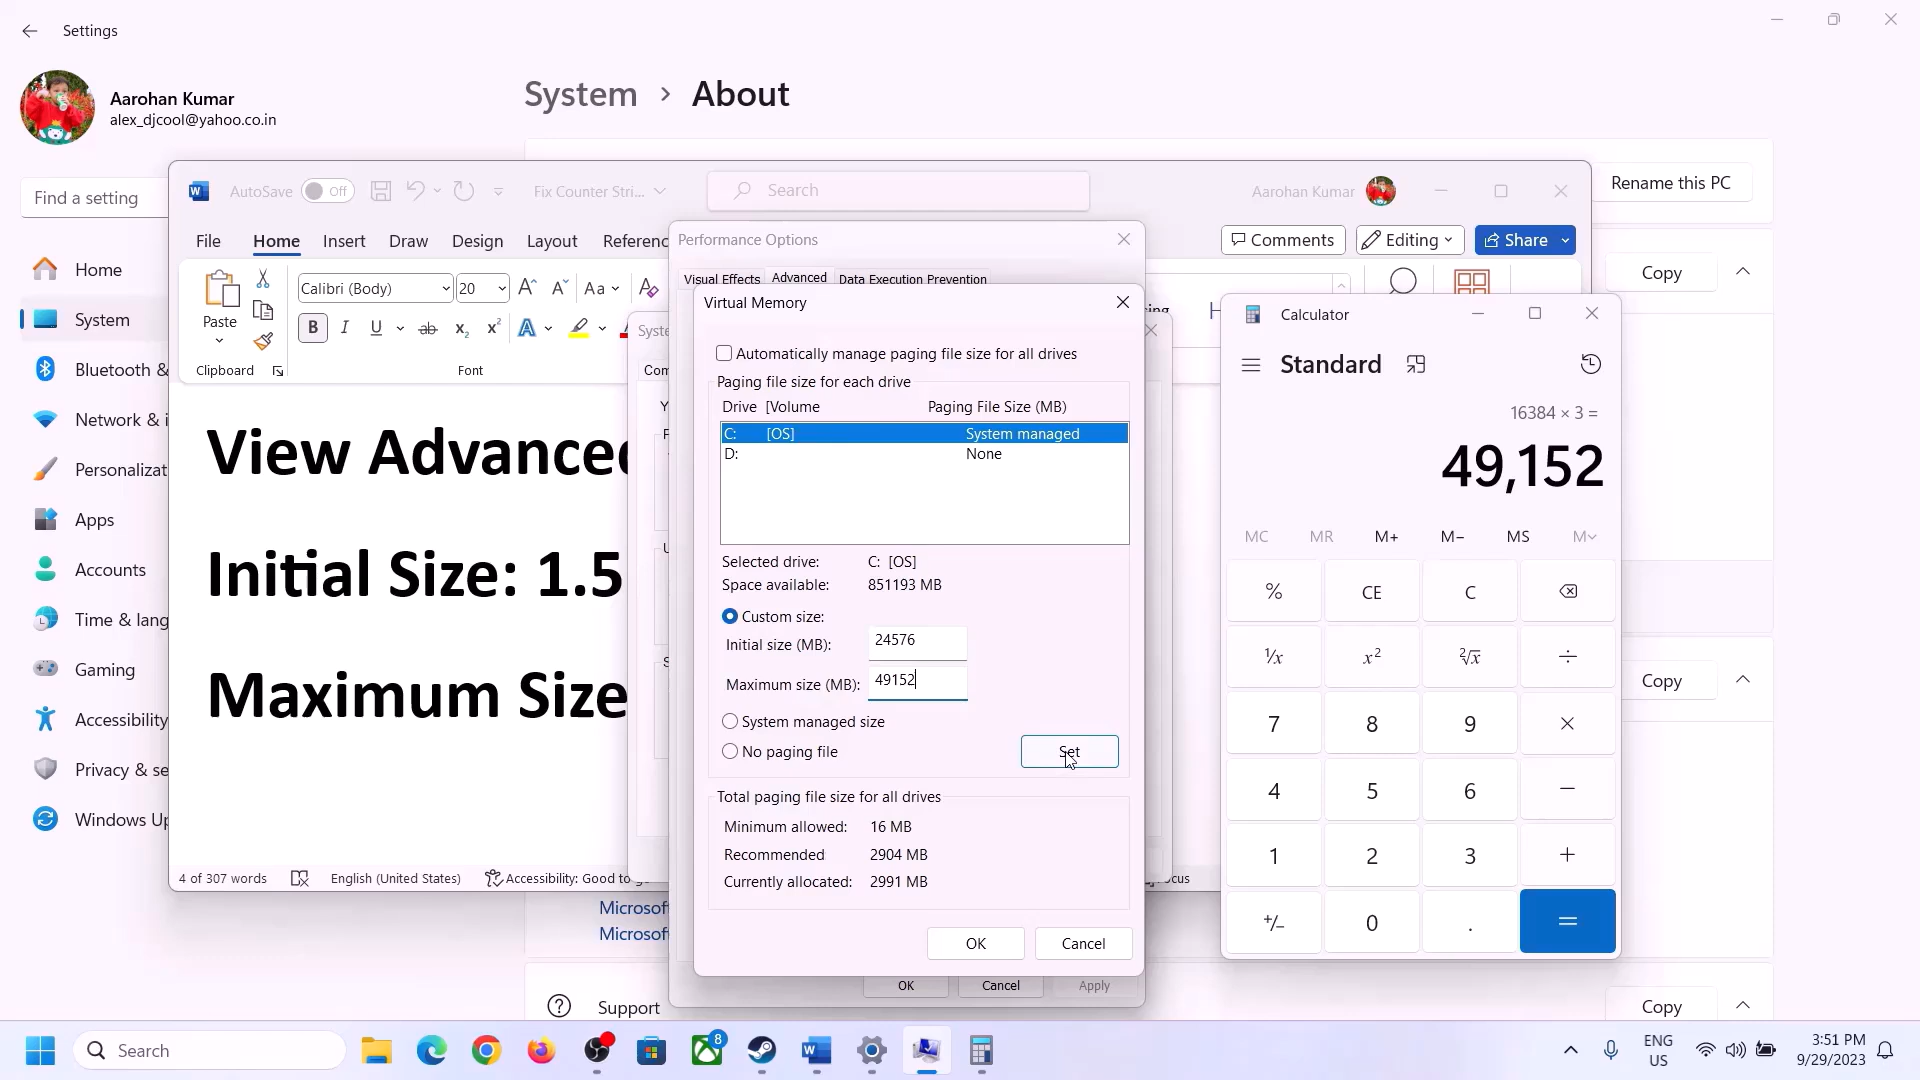 Settings
Aarohan Kumar
alex_djcool@yahoo.co.in
Find a setting
Home
System
Bluetooth &
Network & i
Personalizat
Apps
Accounts
Time & lang
Gaming
Accessibility
Privacy & se
Windows Up
System > About
Rename this PC
Copy
Copy
Copy
Support
AutoSave Off
Fix Counter Stri...
Search
Aarohan Kumar
File Home Insert Draw Design Layout Referenc
Comments Editing Share
Paste
Calibri (Body) 20
Aa
B I U ab x₂ x² A
Clipboard
Font
View Advanced
Initial Size: 1.5
Maximum Size
4 of 307 words
English (United States)
Accessibility: Good to g
Microsof
Microsof
Performance Options
Visual Effects Advanced Data Execution Prevention
OK Cancel Apply
Virtual Memory
Automatically manage paging file size for all drives
Paging file size for each drive
Drive [Volume Paging File Size (MB)
C: [OS] System managed
D: None
Selected drive: C: [OS]
Space available: 851193 MB
Custom size:
Initial size (MB): 24576
Maximum size (MB): 49152
System managed size
No paging file
Set
Total paging file size for all drives
Minimum allowed: 16 MB
Recommended 2904 MB
Currently allocated: 2991 MB
OK Cancel
Calculator
Standard
16384 × 3 =
49,152
MC MR M+ M− MS M
% CE C
¹/x x² ²√x ÷
7 8 9 ×
4 5 6 −
1 2 3 +
+/− 0 . =
Search
8
ENG
US
3:51 PM
9/29/2023